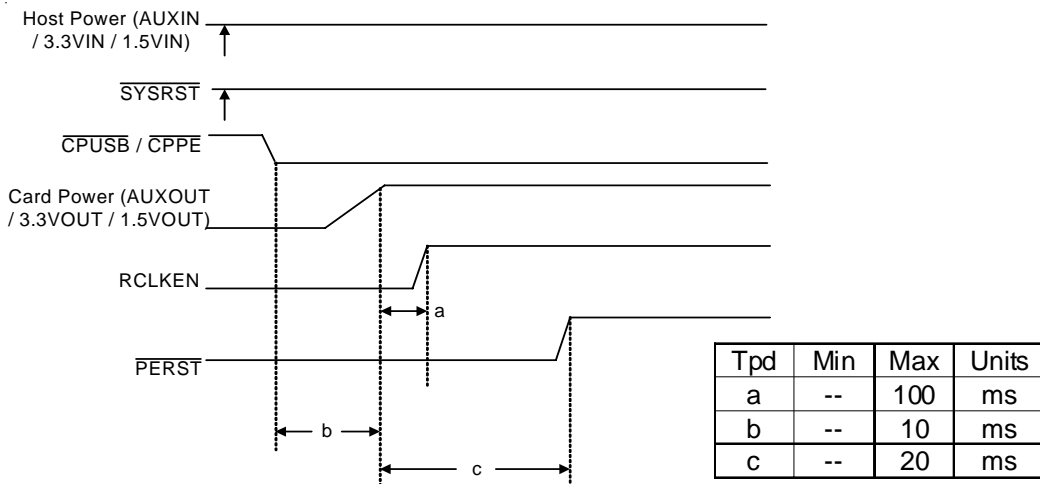 Host Power (AUXIN
/ 3.3VIN / 1.5VIN)
SYSRST
CPUSB / CPPE
Card Power (AUXOUT
/ 3.3VOUT / 1.5VOUT)
RCLKEN
a
PERST
b
c
Tpd Min Max Units
a -- 100 ms
b -- 10 ms
c -- 20 ms